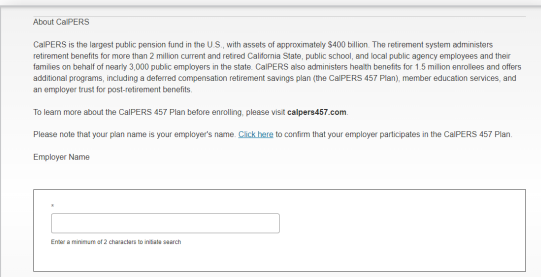 About CalPERS
CalPERS is the largest public pension fund in the U.S., with assets of approximately $400 billion. The retirement system administers
retirement benefits for more than 2 million current and retired California State, public school, and local public agency employees and their
families on behalf of nearly 3,000 public employers in the state. CalPERS also administers health benefits for 1.5 million enrollees and offers
additional programs, including a deferred compensation retirement savings plan (the CalPERS 457 Plan), member education services, and
an employer trust for post-retirement benefits.
To learn more about the CalPERS 457 Plan before enrolling, please visit calpers457.com.
Please note that your plan name is your employer's name. Click here to confirm that your employer participates in the CalPERS 457 Plan.
Employer Name
*
Enter a minimum of 2 characters to initiate search